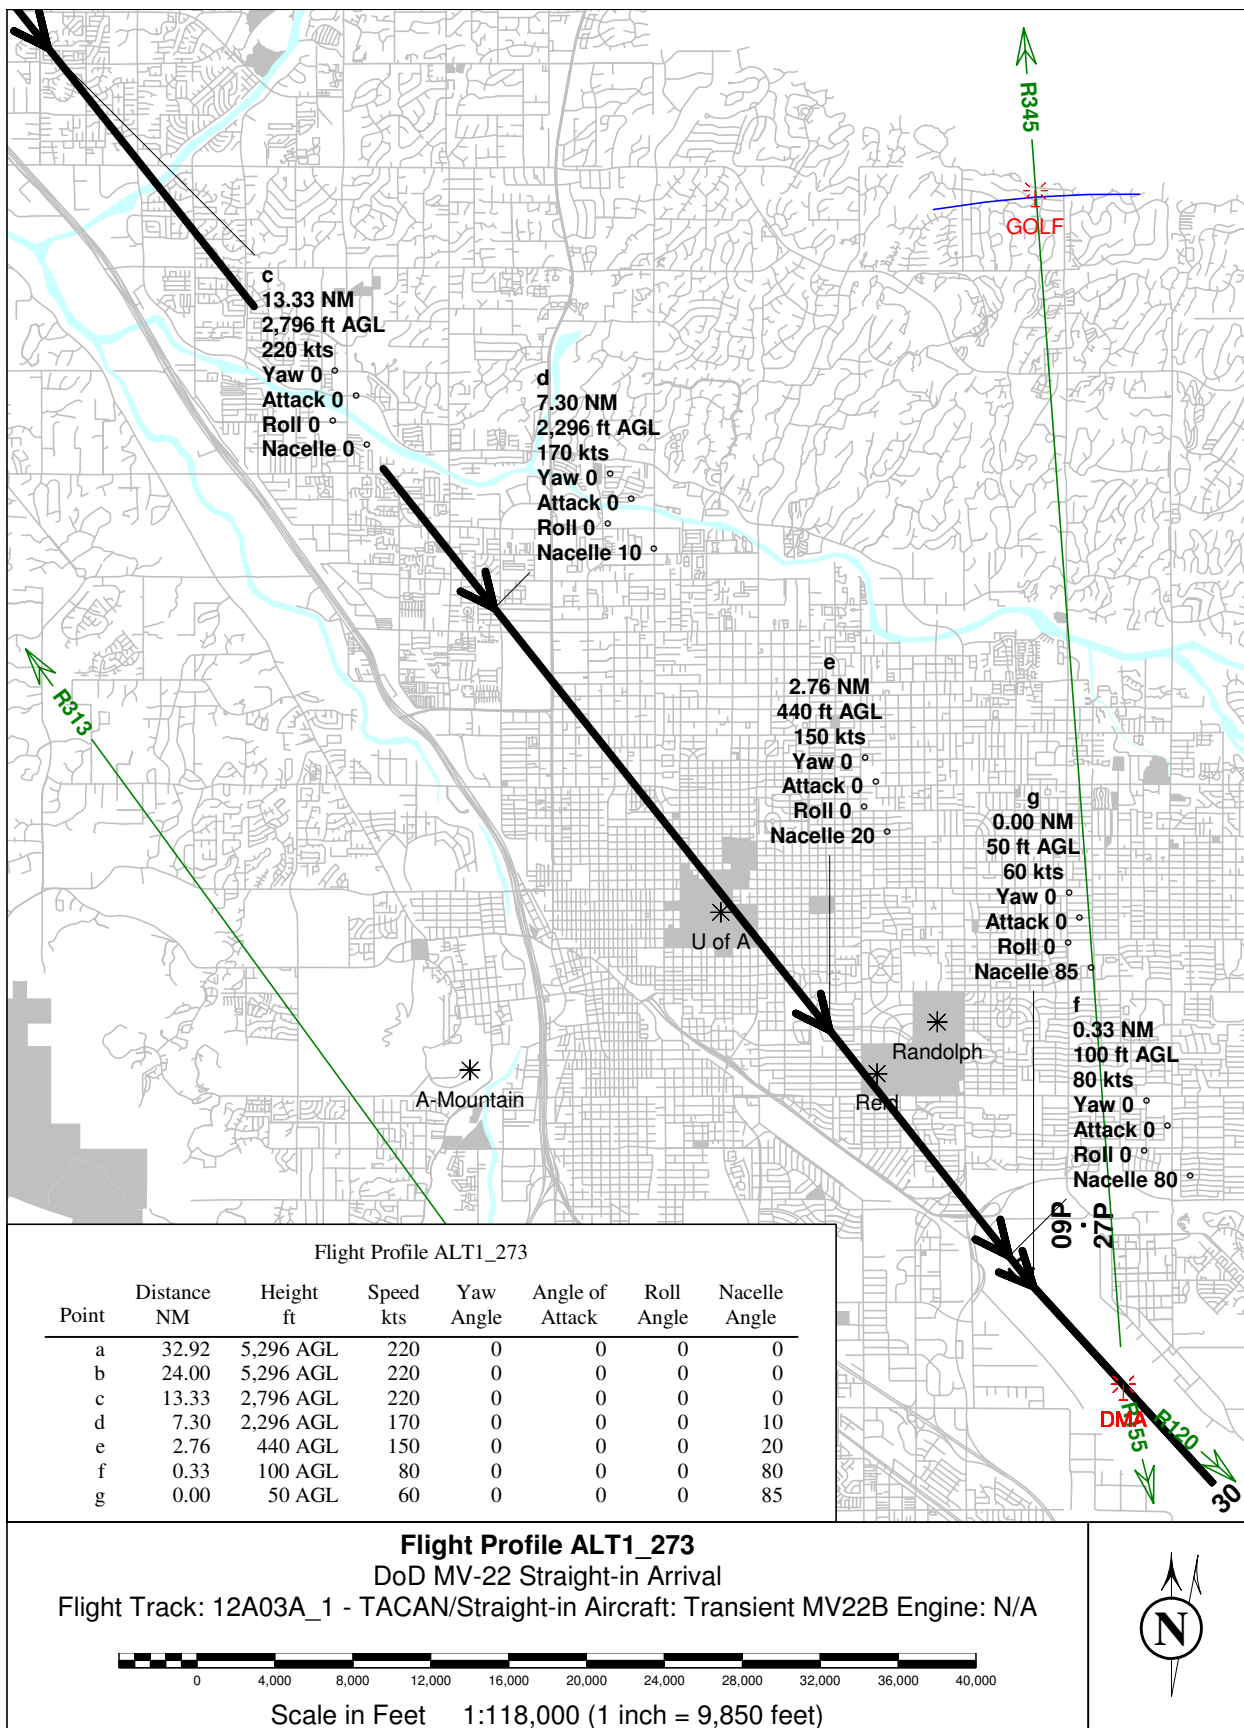 R345
GOLF
c
13.33 NM
2,796 ft AGL
220 kts
Yaw 0 °
Attack 0 °
Roll 0 °
Nacelle 0 °
d
7.30 NM
2,296 ft AGL
170 kts
Yaw 0 °
Attack 0 °
Roll 0 °
Nacelle 10 °
R313
e
2.76 NM
440 ft AGL
150 kts
Yaw 0 °
Attack 0 °
Roll 0 °
Nacelle 20 °
g
0.00 NM
50 ft AGL
60 kts
Yaw 0 °
Attack 0 °
Roll 0 °
Nacelle 85 °
U of A
f
0.33 NM
100 ft AGL
80 kts
Yaw 0 °
Attack 0 °
Roll 0 °
Nacelle 80 °
Randolph
Reid
A-Mountain
09P
27P
DMA
R155
R120
30
Flight Profile ALT1_273
Point Distance NM Height ft Speed kts Yaw Angle Angle of Attack Roll Angle Nacelle Angle
a 32.92 5,296 AGL 220 0 0 0 0
b 24.00 5,296 AGL 220 0 0 0 0
c 13.33 2,796 AGL 220 0 0 0 0
d 7.30 2,296 AGL 170 0 0 0 10
e 2.76 440 AGL 150 0 0 0 20
f 0.33 100 AGL 80 0 0 0 80
g 0.00 50 AGL 60 0 0 0 85
Flight Profile ALT1_273
DoD MV-22 Straight-in Arrival
Flight Track: 12A03A_1 - TACAN/Straight-in Aircraft: Transient MV22B Engine: N/A
0 4,000 8,000 12,000 16,000 20,000 24,000 28,000 32,000 36,000 40,000
Scale in Feet 1:118,000 (1 inch = 9,850 feet)
N